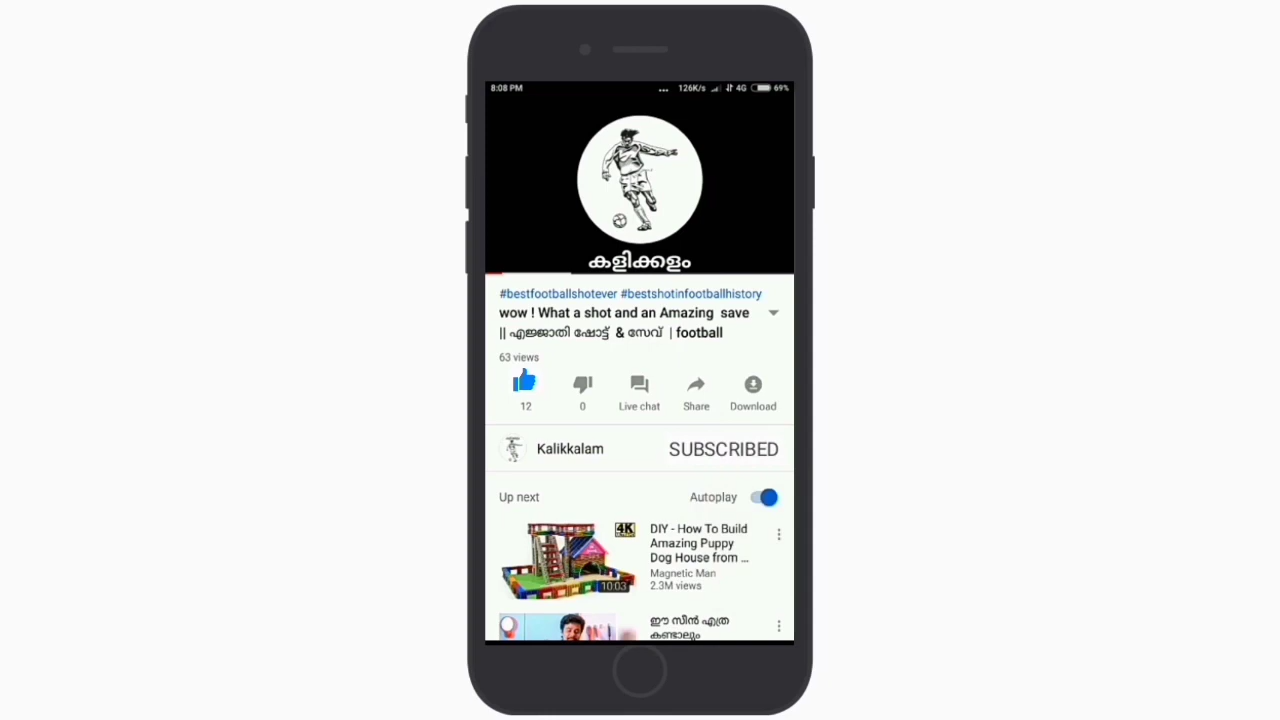 8:08 PM ... 126K/s 4G 69%
കളിക്കളം
#bestfootballshotever #bestshotinfootballhistory
wow ! What a shot and an Amazing save
|| എജ്ജാതി ഷോട്ട് & സേവ് | football
63 views
12 0 Live chat Share Download
Kalikkalam SUBSCRIBED
Up next Autoplay
4K
DIY - How To Build
Amazing Puppy
Dog House from ...
Magnetic Man
2.3M views
10:03
ഈ സീൻ എത്ര
കണ്ടാലും